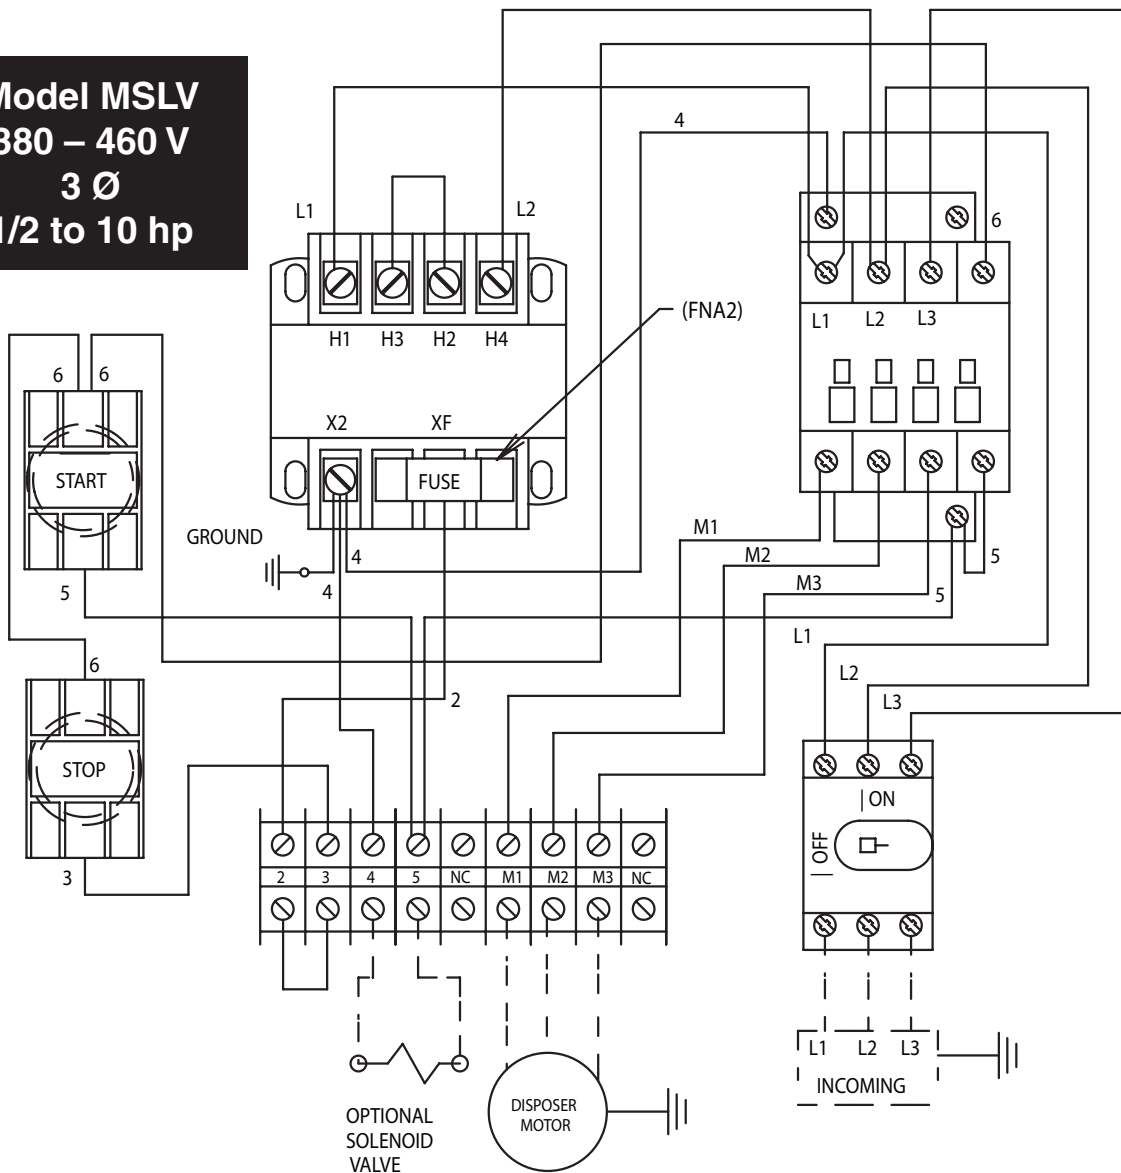 Model MSLV
380 – 460 V
3 Ø
1/2 to 10 hp
4
L1
L2
6
(FNA2)
H1 H3 H2 H4
L1 L2 L3
6 6
X2 XF
START
FUSE
GROUND
M1
4
M2
5
5
4
M3
5
L1
6
L2
2
L3
STOP
ON
OFF
3
2 3 4 5 NC M1 M2 M3 NC
L1 L2 L3
INCOMING
DISPOSER
MOTOR
OPTIONAL
SOLENOID
VALVE